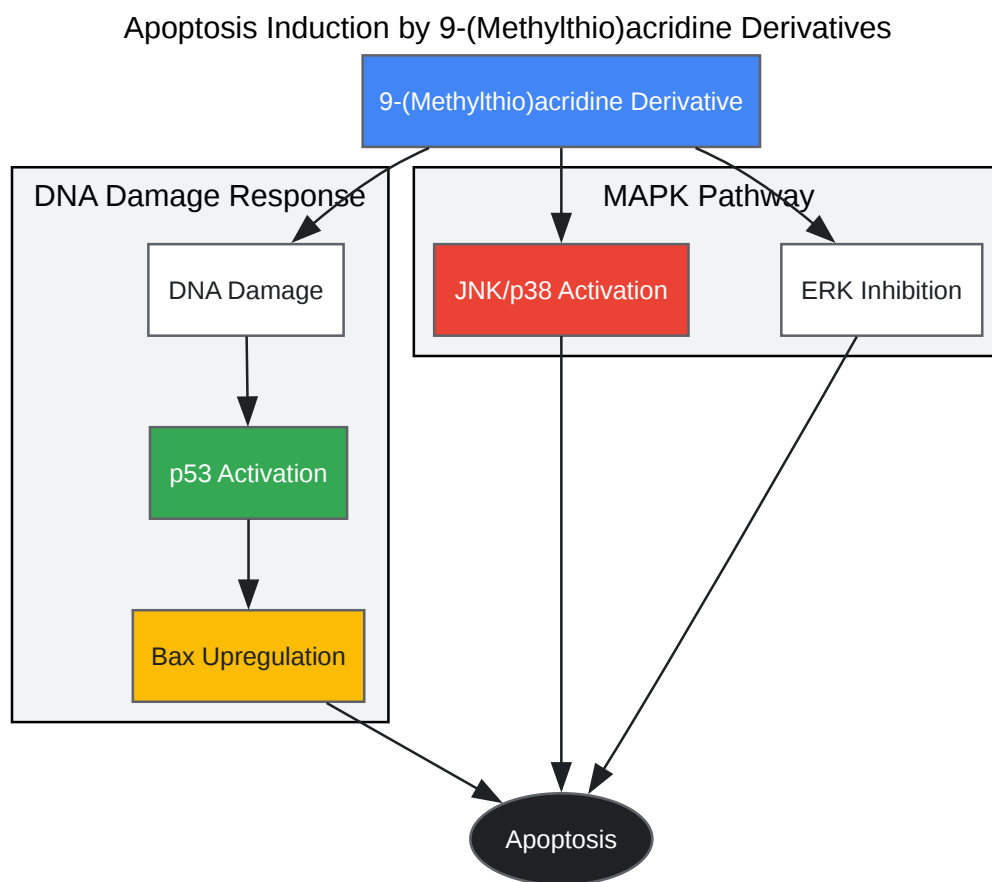 Apoptosis Induction by 9-(Methylthio)acridine Derivatives
9-(Methylthio)acridine Derivative
DNA Damage Response
MAPK Pathway
DNA Damage
JNK/p38 Activation
ERK Inhibition
p53 Activation
Bax Upregulation
Apoptosis